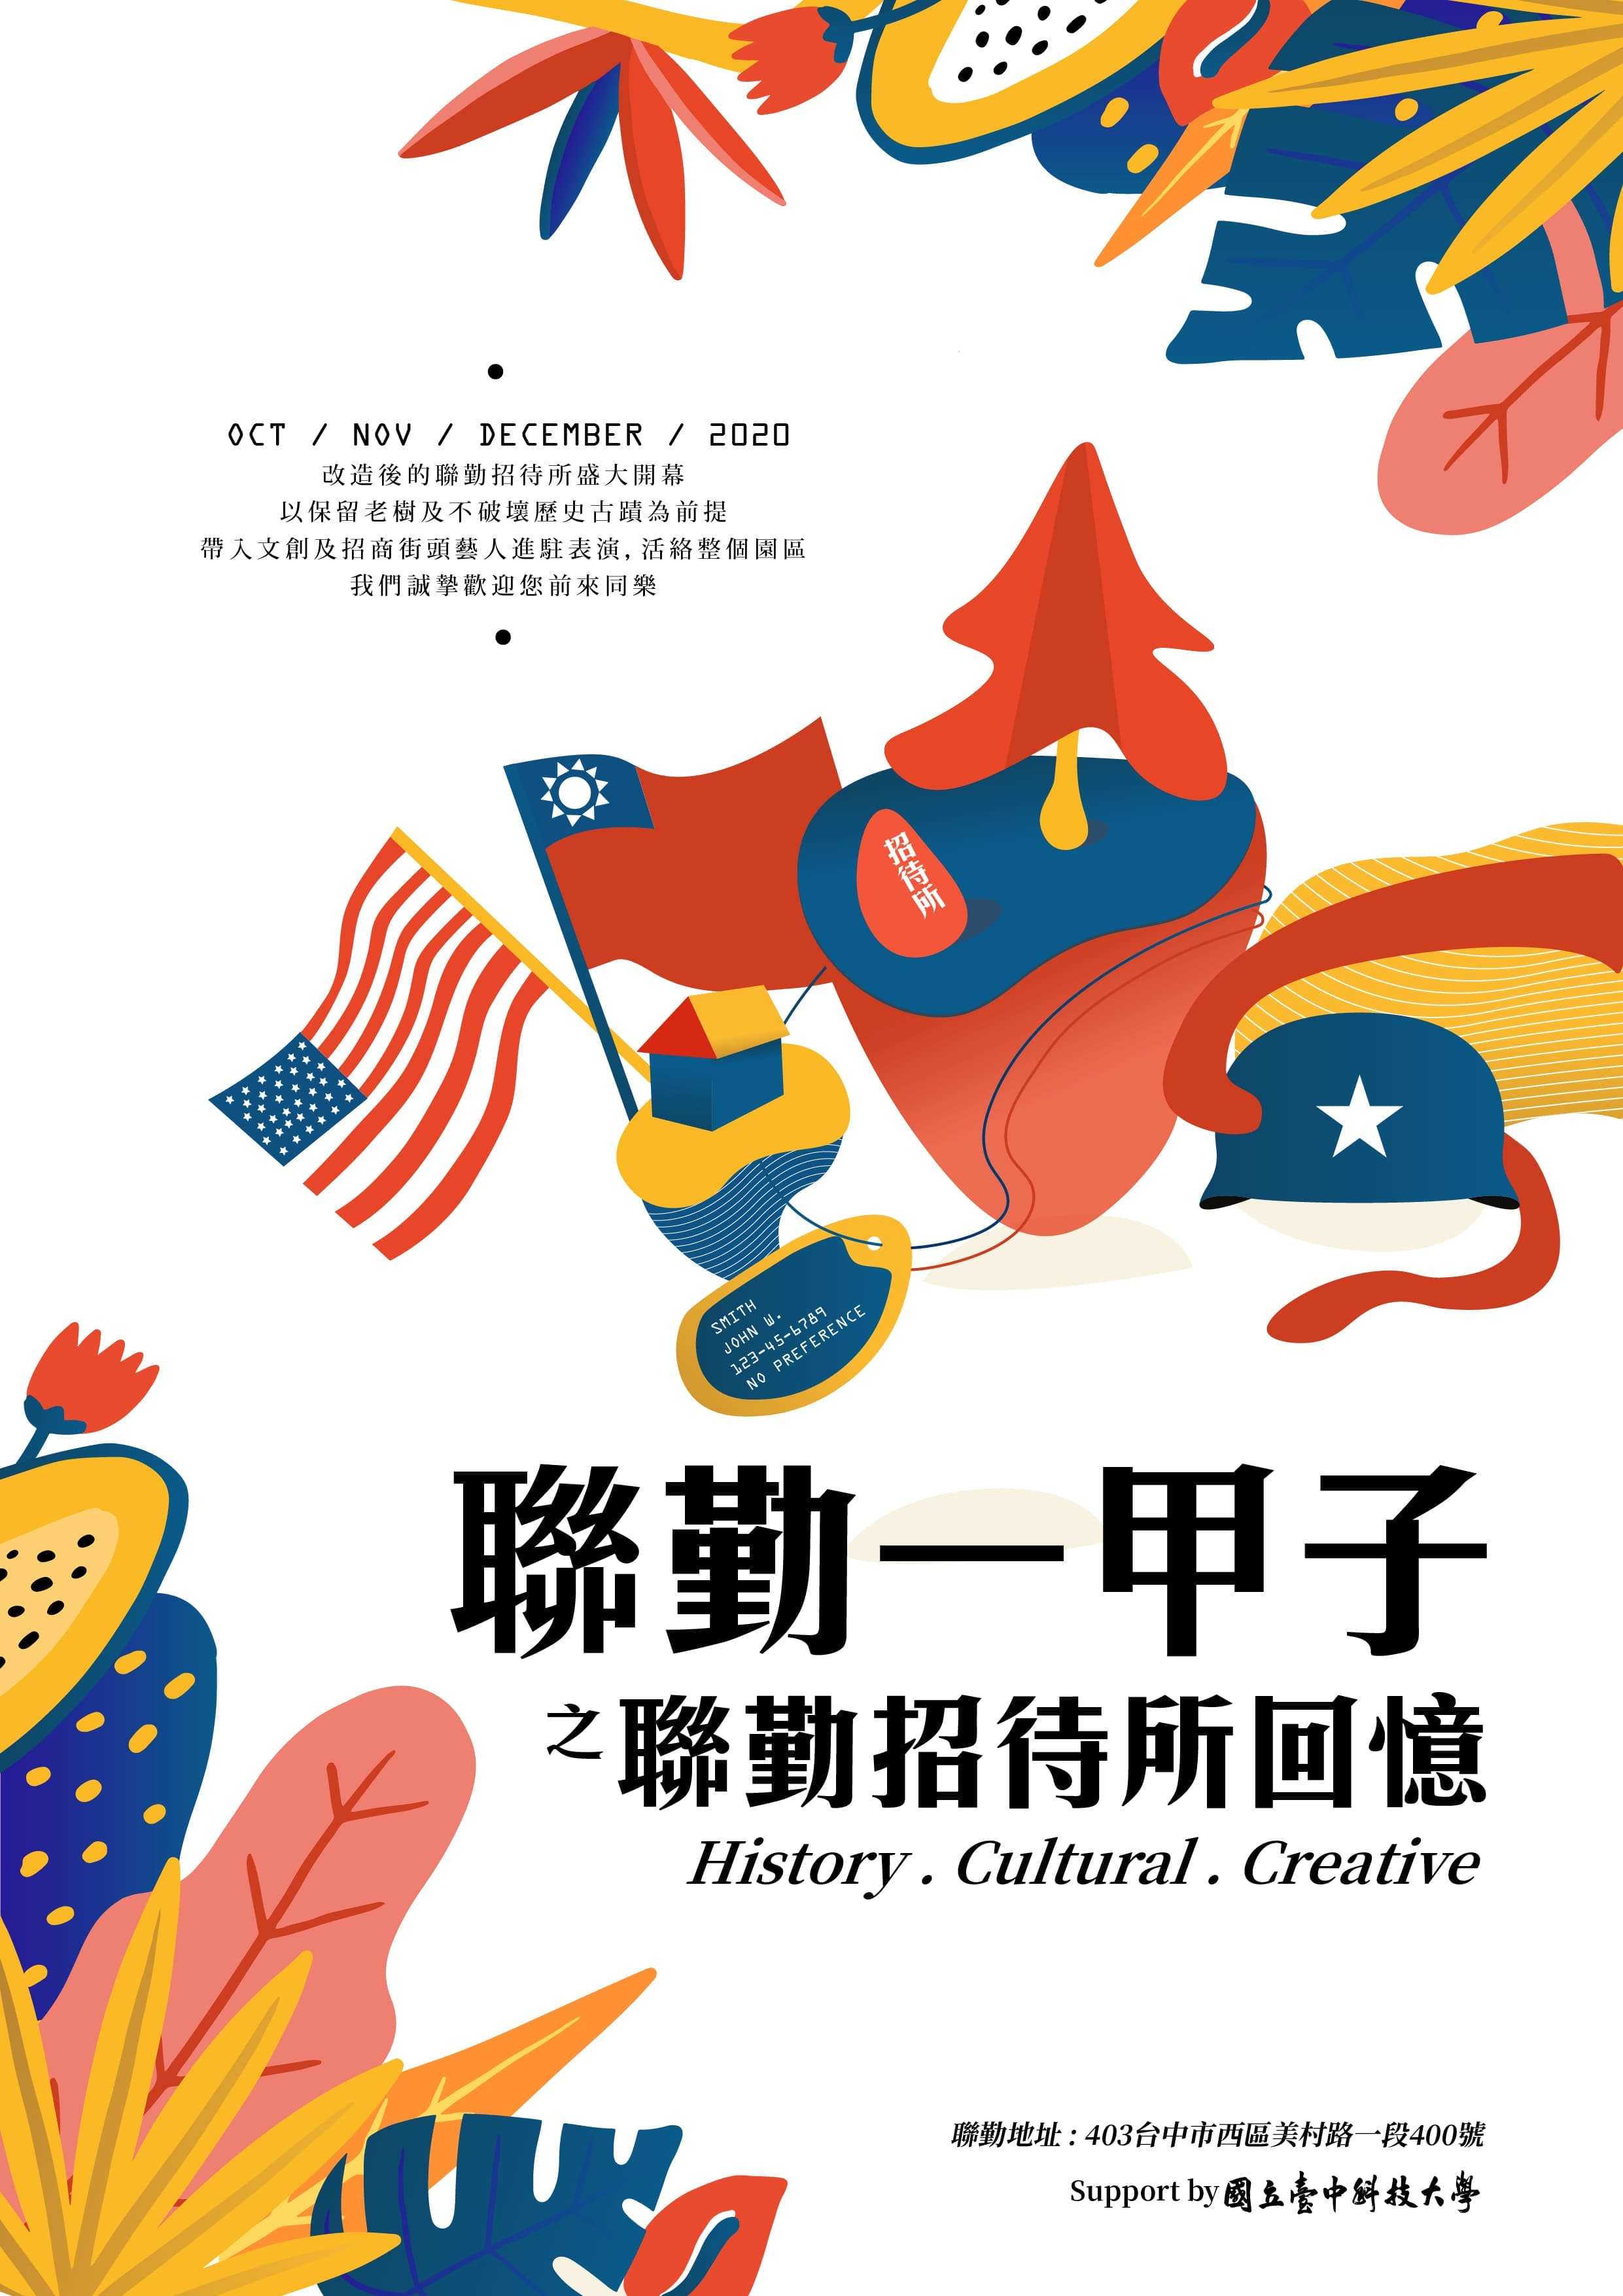 OCT / NOV / DECEMBER / 2020
改造後的聯勤招待所盛大開幕
以保留老樹及不破壞歷史古蹟為前提
帶入文創及招商街頭藝人進駐表演,活絡整個園區
我們誠摯歡迎您前來同樂
招待所
SMITH
JOHN W.
123-45-6789
NO PREFERENCE
聯勤一甲子
之聯勤招待所回憶
History . Cultural . Creative
聯勤地址 : 403台中市西區美村路一段400號
Support by國立臺中科技大學